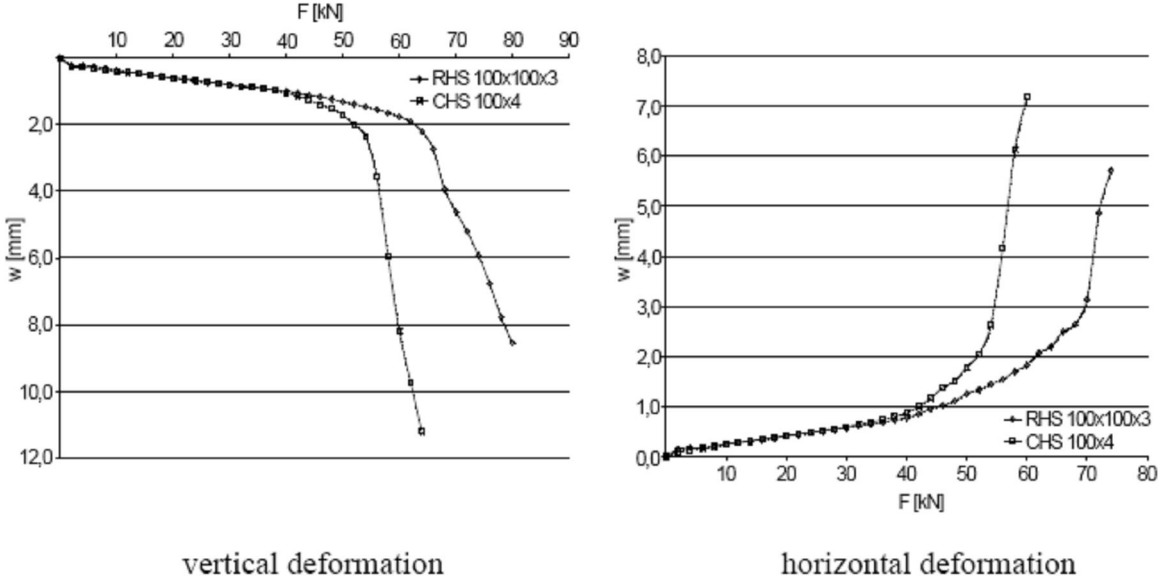 F [kN]
10 20 30 40 50 60 70 80 90
RHS 100x100x3
CHS 100x4
2,0
4,0
6,0
8,0
10,0
12,0
w [mm]
vertical deformation
8,0
7,0
6,0
5,0
4,0
3,0
2,0
1,0
0,0
w [mm]
RHS 100x100x3
CHS 100x4
10 20 30 40 50 60 70 80
F [kN]
horizontal deformation